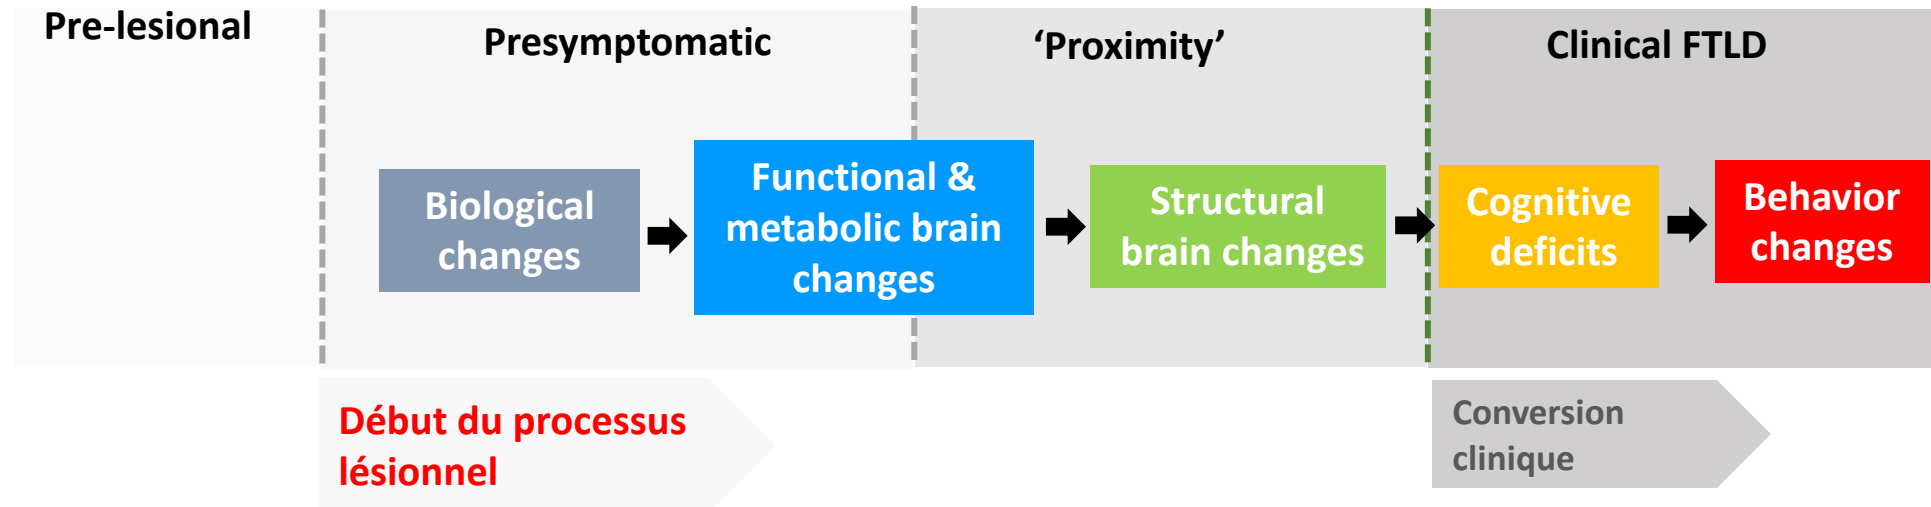 Pre-lesional
Presymptomatic
‘Proximity’
Clinical FTLD
Biological
changes
Functional &
metabolic brain
changes
Structural
brain changes
Cognitive
deficits
Behavior
changes
Début du processus
lésionnel
Conversion
clinique